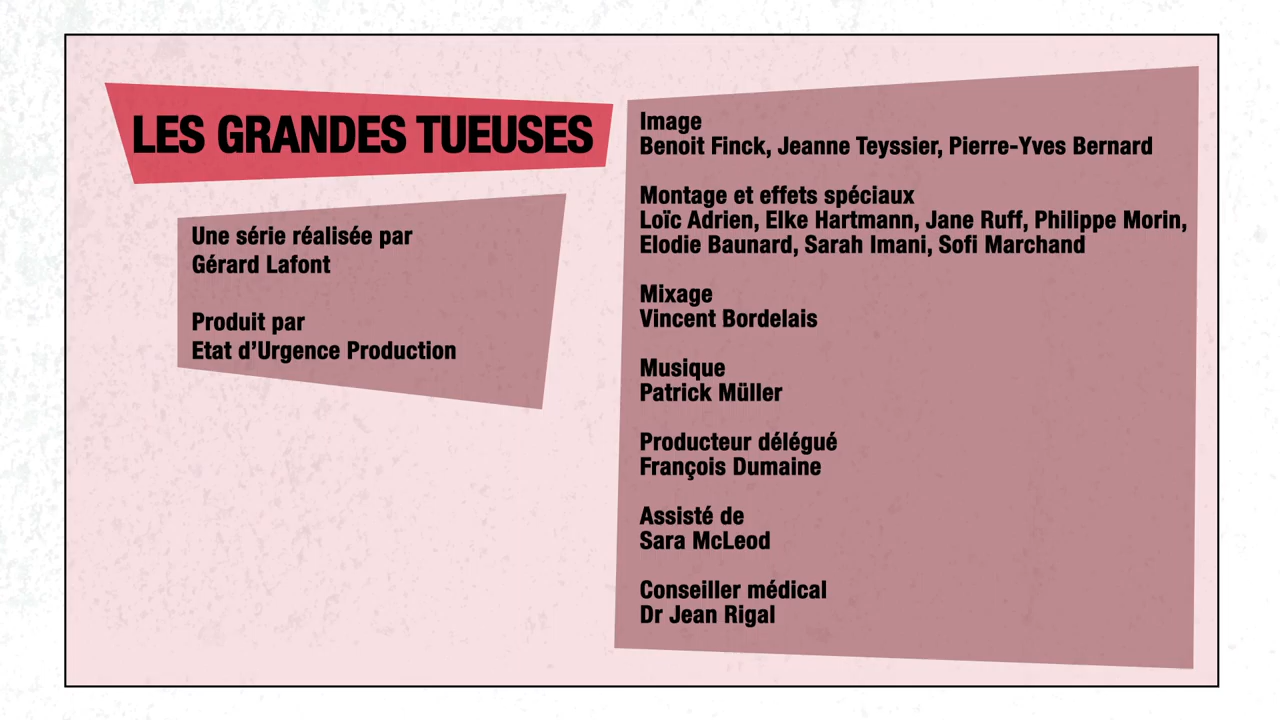 LES GRANDES TUEUSES
Une série réalisée par
Gérard Lafont
Produit par
Etat d’Urgence Production
Image
Benoit Finck, Jeanne Teyssier, Pierre-Yves Bernard
Montage et effets spéciaux
Loïc Adrien, Elke Hartmann, Jane Ruff, Philippe Morin,
Elodie Baunard, Sarah Imani, Sofi Marchand
Mixage
Vincent Bordelais
Musique
Patrick Müller
Producteur délégué
François Dumaine
Assisté de
Sara McLeod
Conseiller médical
Dr Jean Rigal